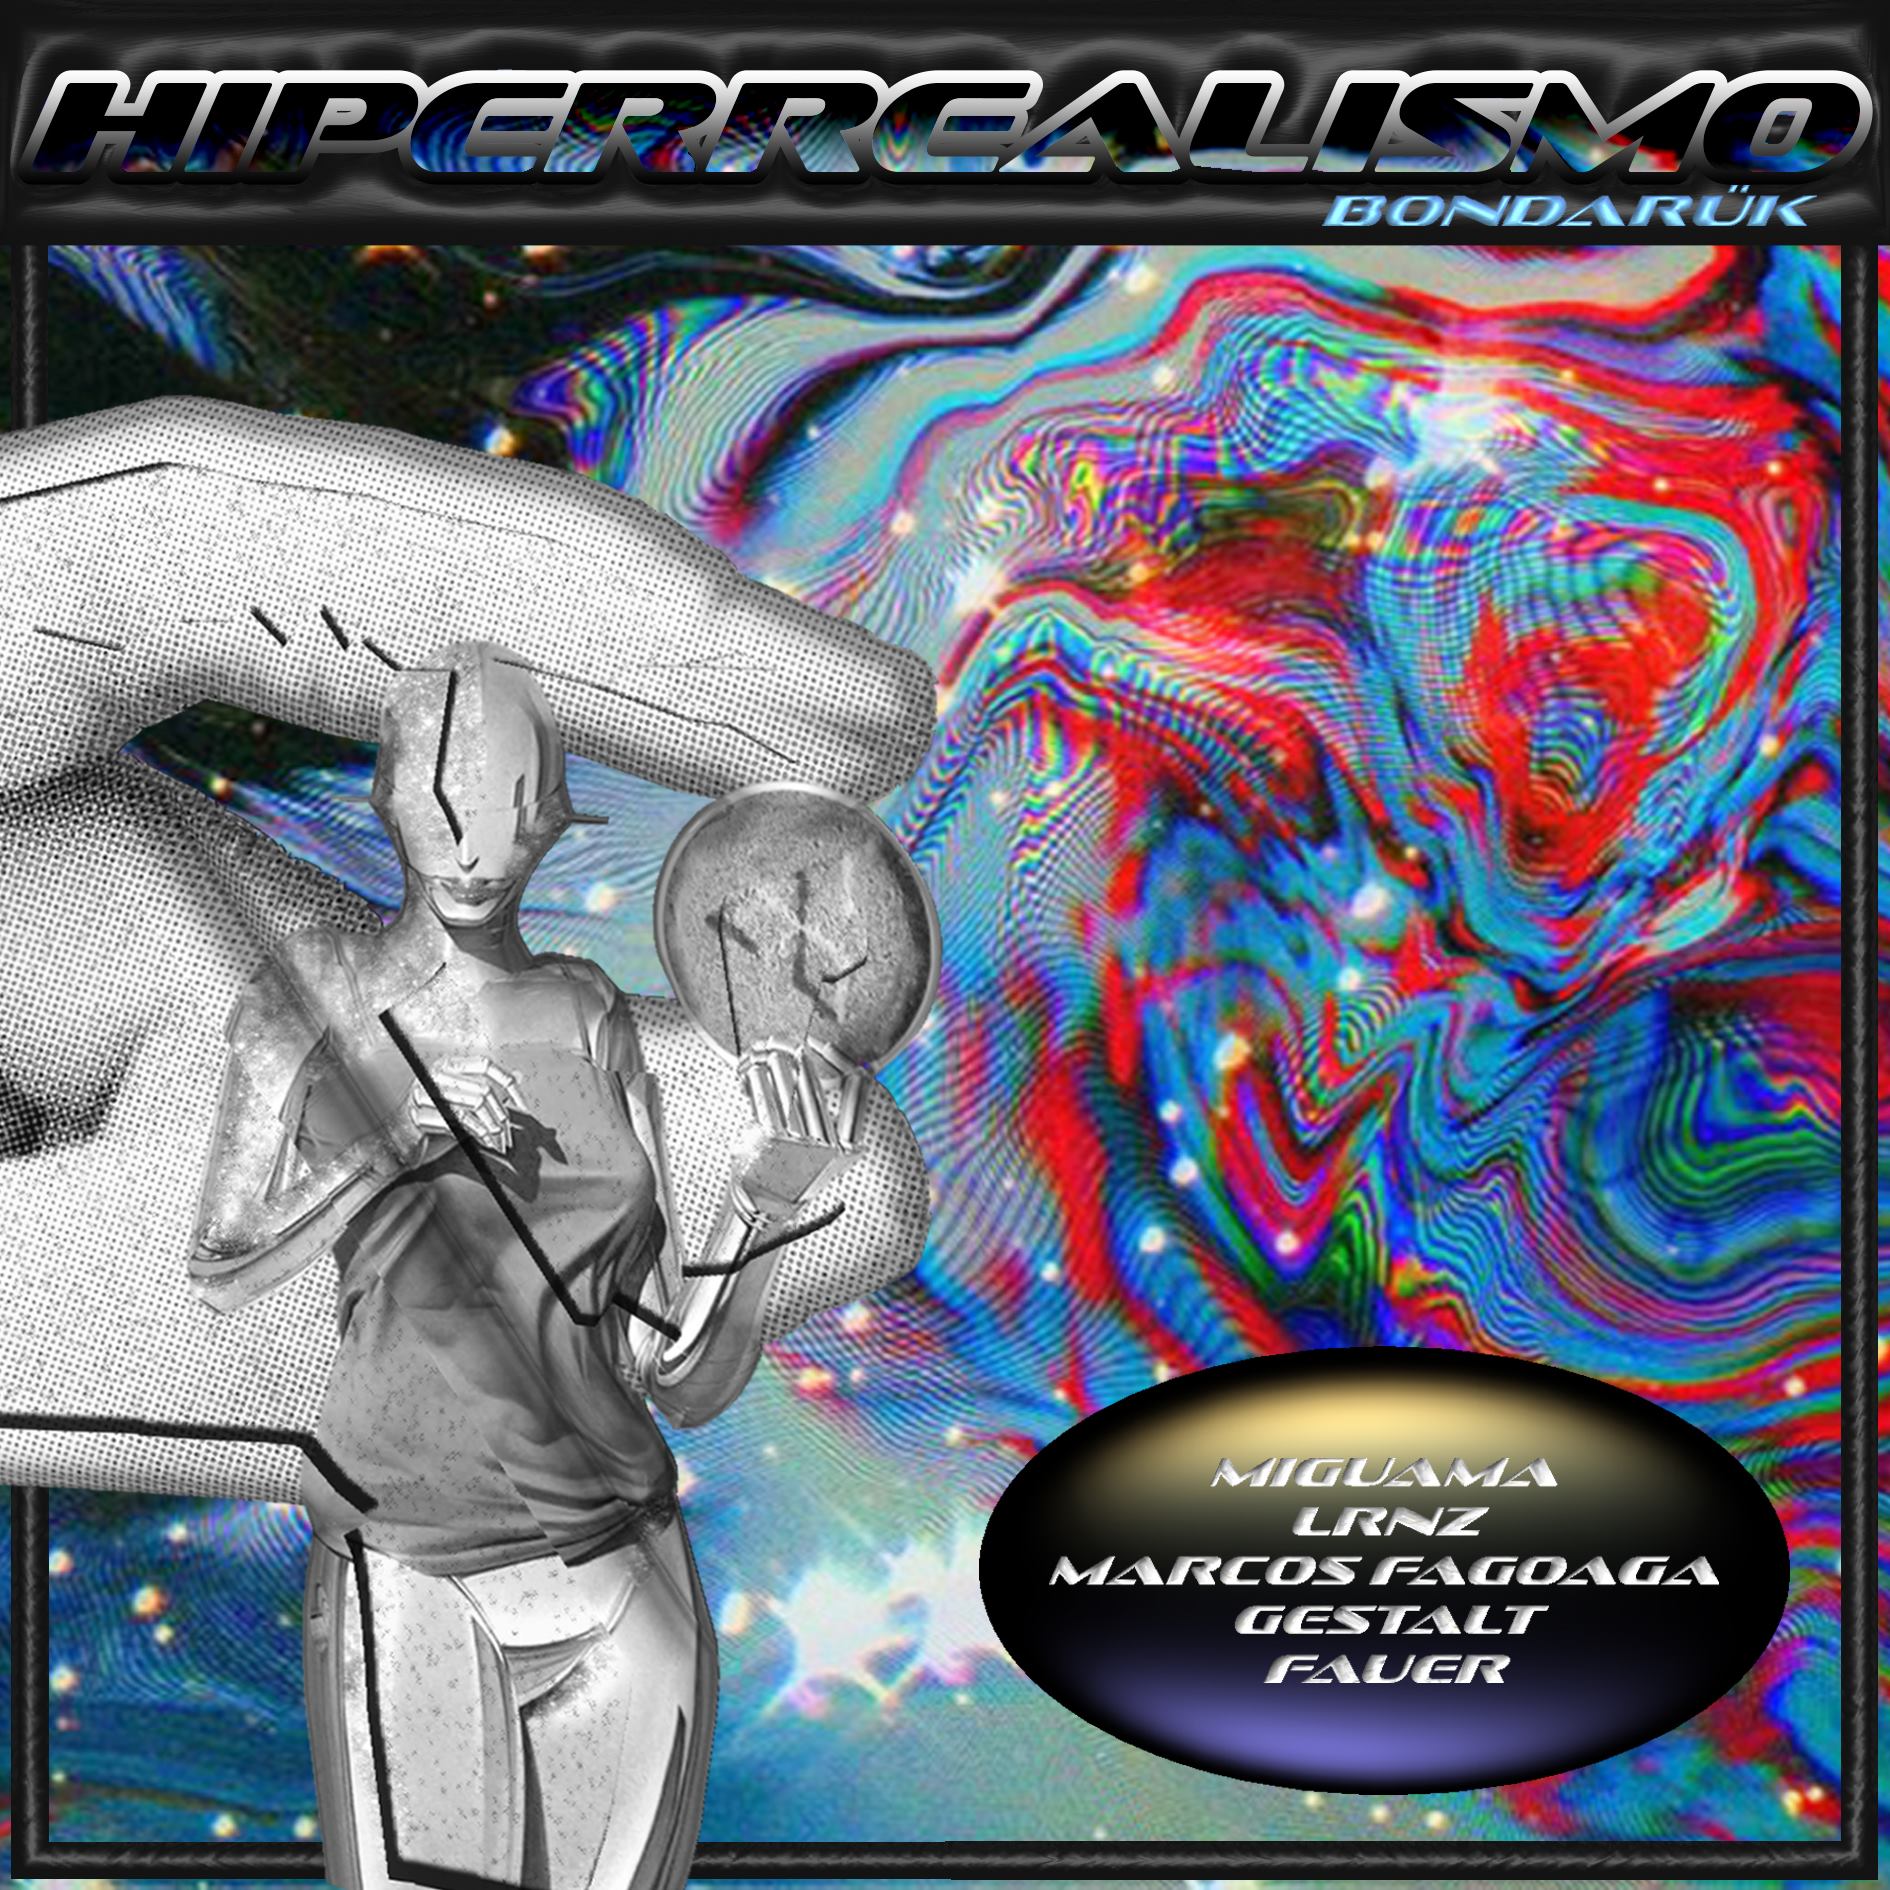 HIPERREALISMO
BONDARÜK
MIGUAMA
LRNZ
MARCOS FAGOAGA
GESTALT
FAUER